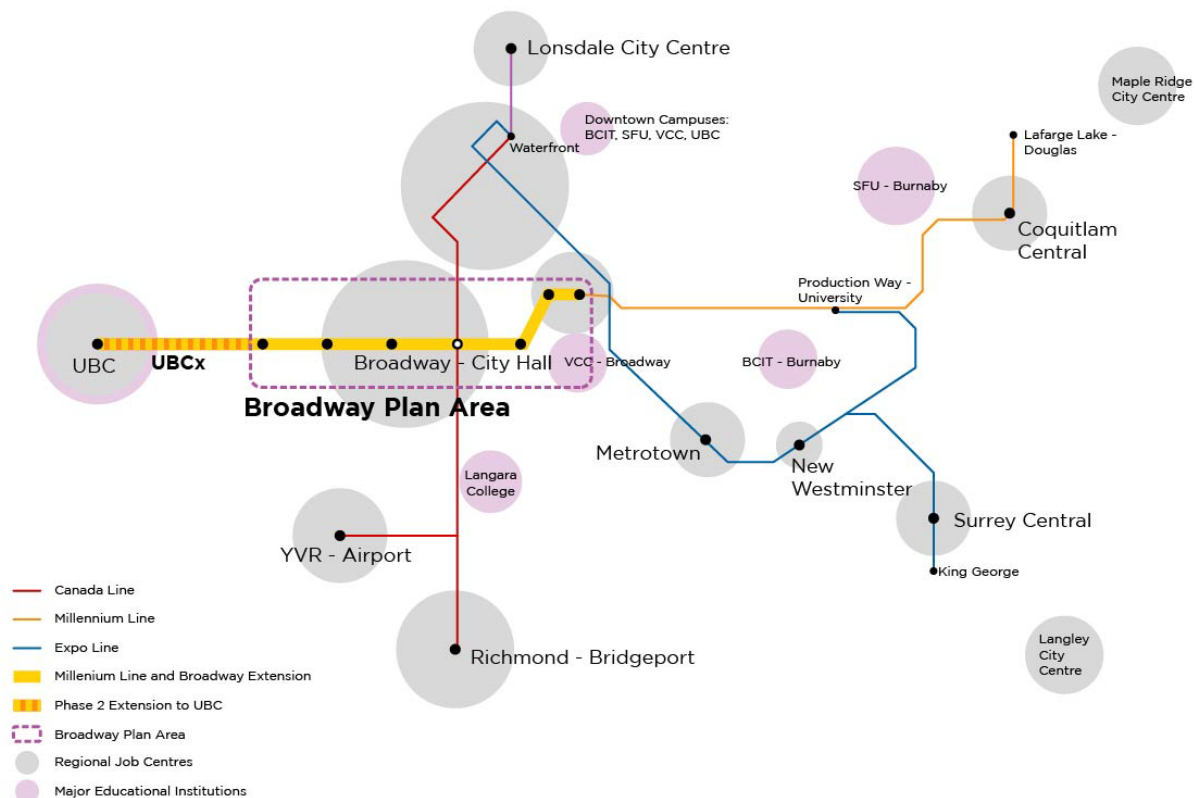 Lonsdale City Centre
Maple Ridge
City Centre
Downtown Campuses:
BCIT, SFU, VCC, UBC
Waterfront
Lafarge Lake -
Douglas
SFU - Burnaby
Coquitlam
Central
Production Way -
University
UBC
UBCx
Broadway - City Hall
VCC - Broadway
BCIT - Burnaby
Broadway Plan Area
Metrotown
New
Westminster
Langara
College
Surrey Central
YVR - Airport
King George
Richmond - Bridgeport
Langley
City
Centre
Canada Line
Millennium Line
Expo Line
Millenium Line and Broadway Extension
Phase 2 Extension to UBC
Broadway Plan Area
Regional Job Centres
Major Educational Institutions